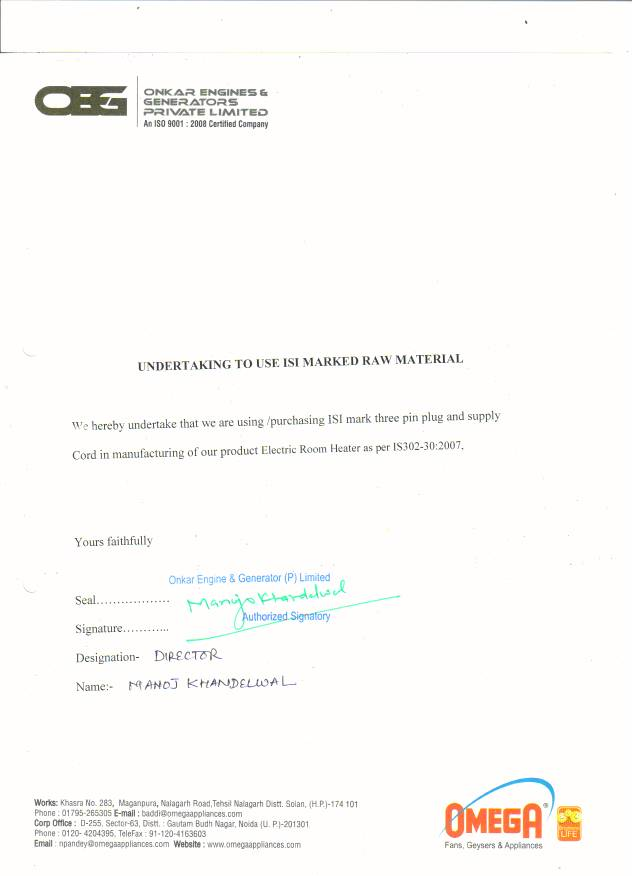 OEG
ONKAR ENGINES &
GENERATORS
PRIVATE LIMITED
An ISO 9001 : 2008 Certified Company
UNDERTAKING TO USE ISI MARKED RAW MATERIAL
We hereby undertake that we are using /purchasing ISI mark three pin plug and supply
Cord in manufacturing of our product Electric Room Heater as per IS302-30:2007.
Yours faithfully
Onkar Engine & Generator (P) Limited
Seal………………
Manoj Khandelwal
Authorized Signatory
Signature………...
Designation- DIRECTOR
Name:- MANOJ KHANDELWAL
Works: Khasra No. 283, Maganpura, Nalagarh Road,Tehsil Nalagarh Distt. Solan, (H.P.)-174 101
Phone : 01795-265305 E-mail : baddi@omegaappliances.com
Corp Office : D-255, Sector-63, Distt. : Gautam Budh Nagar, Noida (U. P.)-201301
Phone : 0120- 4204395, TeleFax : 91-120-4163603
Email : npandey@omegaappliances.com Website : www.omegaappliances.com
OMEGA®
Fans, Geysers & Appliances
LIFE